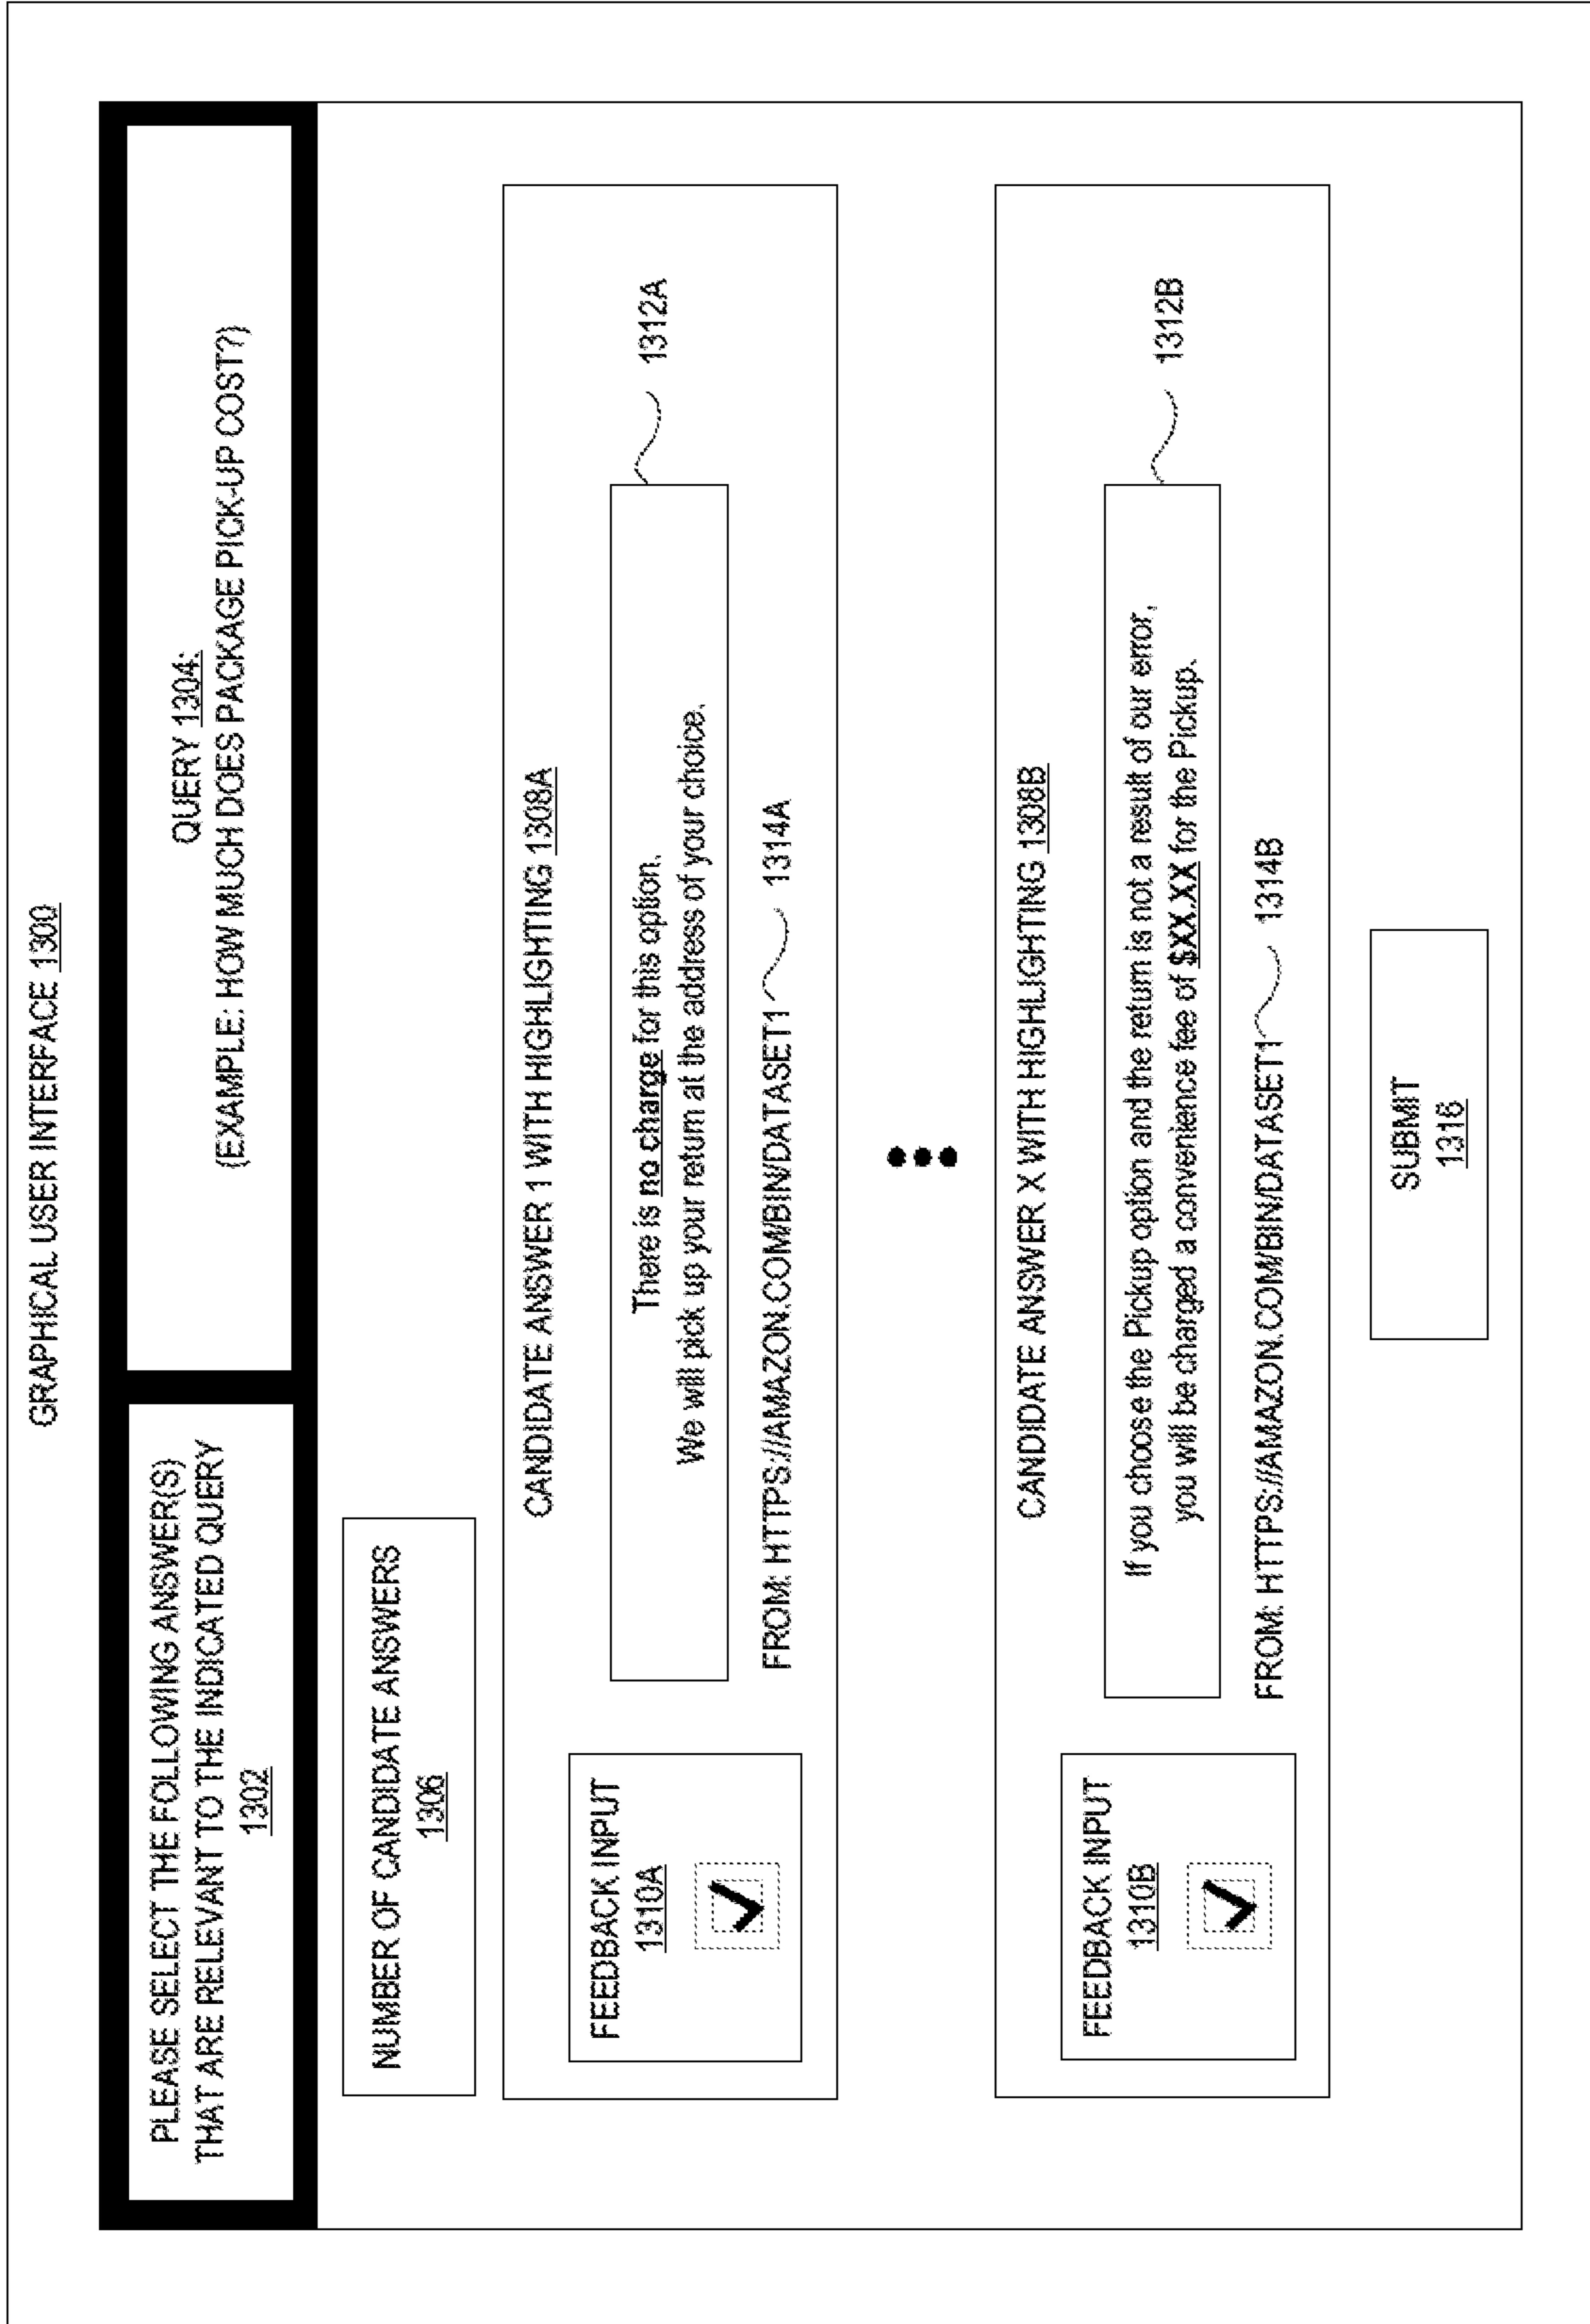 GRAPHICAL USER INTERFACE 1300
PLEASE SELECT THE FOLLOWING ANSWER(S)
THAT ARE RELEVANT TO THE INDICATED QUERY
1302
QUERY 1304:
(EXAMPLE: HOW MUCH DOES PACKAGE PICK-UP COST?)
NUMBER OF CANDIDATE ANSWERS
1306
CANDIDATE ANSWER 1 WITH HIGHLIGHTING 1308A
FEEDBACK INPUT
1310A
There is no charge for this option.
We will pick up your return at the address of your choice.
1312A
FROM: HTTPS://AMAZON.COM/BIN/DATASET1
1314A
CANDIDATE ANSWER X WITH HIGHLIGHTING 1308B
FEEDBACK INPUT
1310B
If you choose the Pickup option and the return is not a result of our error,
you will be charged a convenience fee of $XX.XX for the Pickup.
1312B
FROM: HTTPS://AMAZON.COM/BIN/DATASET1
1314B
SUBMIT
1316